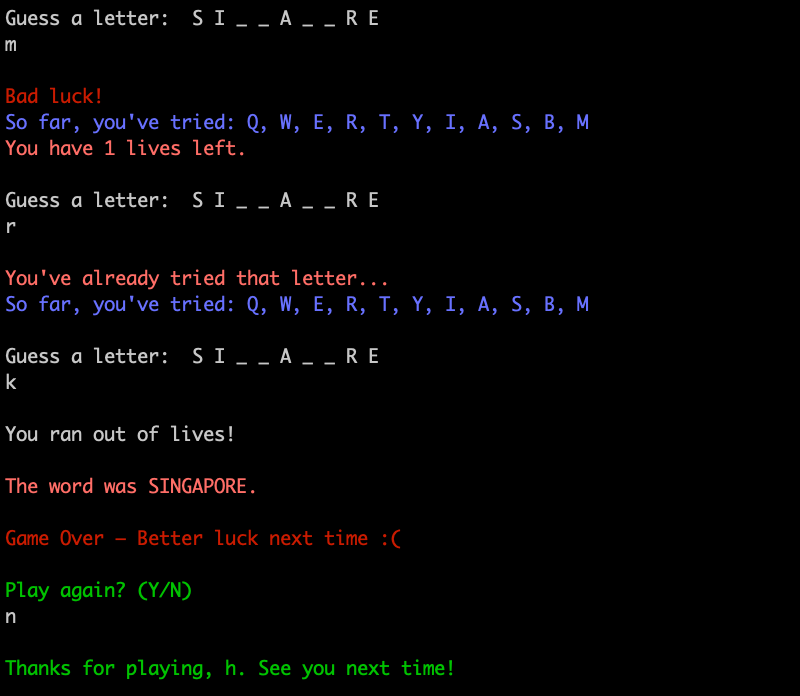 Guess a letter:  S I _ _ A _ _ R E
m
Bad luck!
So far, you've tried: Q, W, E, R, T, Y, I, A, S, B, M
You have 1 lives left.
Guess a letter:  S I _ _ A _ _ R E
r
You've already tried that letter...
So far, you've tried: Q, W, E, R, T, Y, I, A, S, B, M
Guess a letter:  S I _ _ A _ _ R E
k
You ran out of lives!
The word was SINGAPORE.
Game Over – Better luck next time :(
Play again? (Y/N)
n
Thanks for playing, h. See you next time!